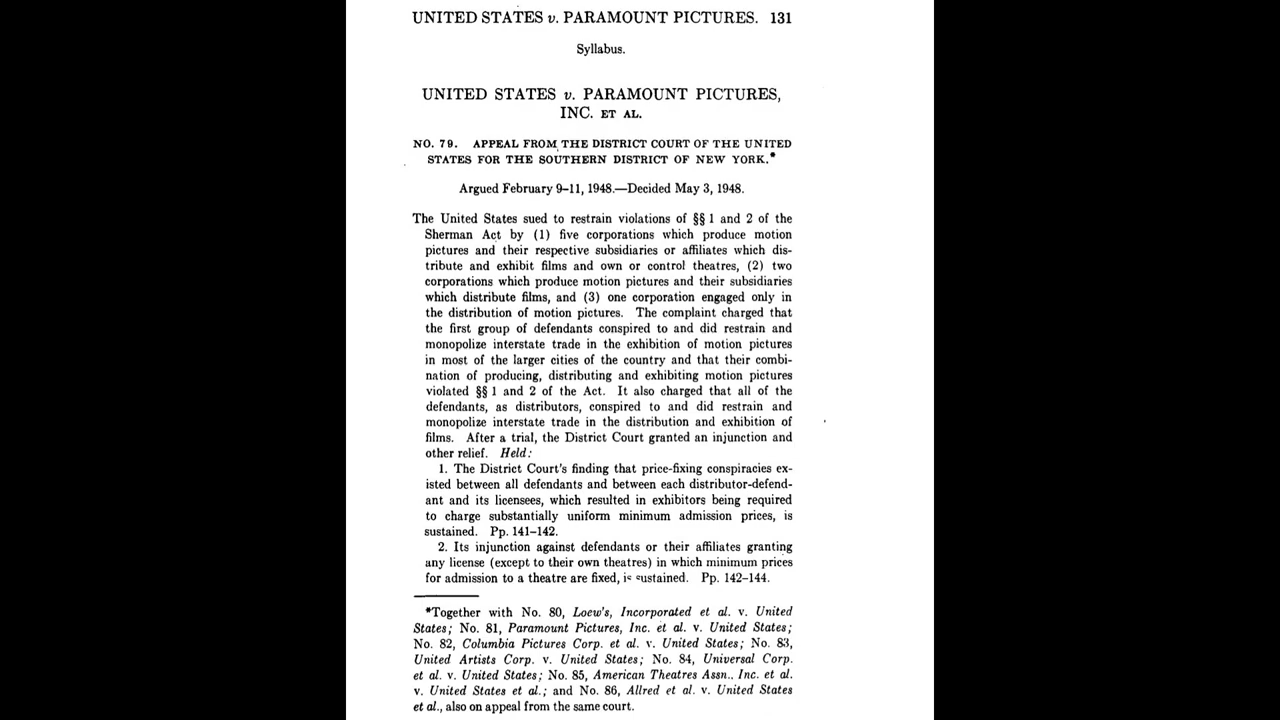 UNITED STATES v. PARAMOUNT PICTURES. 131
Syllabus.
UNITED STATES v. PARAMOUNT PICTURES,
INC. ET AL.
NO. 79. APPEAL FROM THE DISTRICT COURT OF THE UNITED
STATES FOR THE SOUTHERN DISTRICT OF NEW YORK.*
Argued February 9–11, 1948.—Decided May 3, 1948.
The United States sued to restrain violations of §§ 1 and 2 of the
Sherman Act by (1) five corporations which produce motion
pictures and their respective subsidiaries or affiliates which dis-
tribute and exhibit films and own or control theatres, (2) two
corporations which produce motion pictures and their subsidiaries
which distribute films, and (3) one corporation engaged only in
the distribution of motion pictures. The complaint charged that
the first group of defendants conspired to and did restrain and
monopolize interstate trade in the exhibition of motion pictures
in most of the larger cities of the country and that their combi-
nation of producing, distributing and exhibiting motion pictures
violated §§ 1 and 2 of the Act. It also charged that all of the
defendants, as distributors, conspired to and did restrain and
monopolize interstate trade in the distribution and exhibition of
films. After a trial, the District Court granted an injunction and
other relief. Held:
1. The District Court's finding that price-fixing conspiracies ex-
isted between all defendants and between each distributor-defend-
ant and its licensees, which resulted in exhibitors being required
to charge substantially uniform minimum admission prices, is
sustained. Pp. 141–142.
2. Its injunction against defendants or their affiliates granting
any license (except to their own theatres) in which minimum prices
for admission to a theatre are fixed, is sustained. Pp. 142–144.
*Together with No. 80, Loew's, Incorporated et al. v. United
States; No. 81, Paramount Pictures, Inc. et al. v. United States;
No. 82, Columbia Pictures Corp. et al. v. United States; No. 83,
United Artists Corp. v. United States; No. 84, Universal Corp.
et al. v. United States; No. 85, American Theatres Assn., Inc. et al.
v. United States et al.; and No. 86, Allred et al. v. United States
et al., also on appeal from the same court.